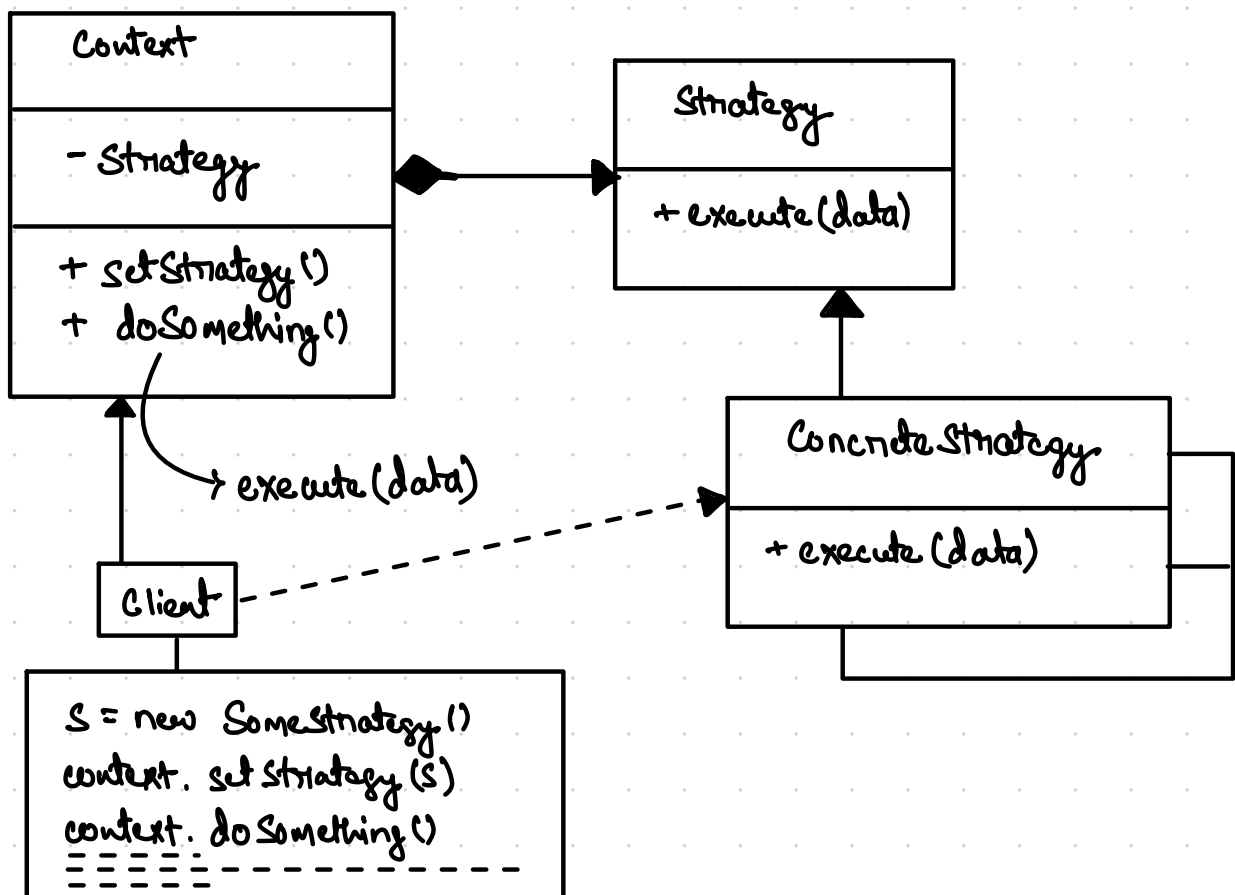 Context
- Strategy
+ setStrategy()
+ doSomething()
execute(data)
Strategy
+ execute(data)
ConcreteStrategy
+ execute(data)
Client
S = new SomeStrategy()
context. setStrategy(S)
context. doSomething()